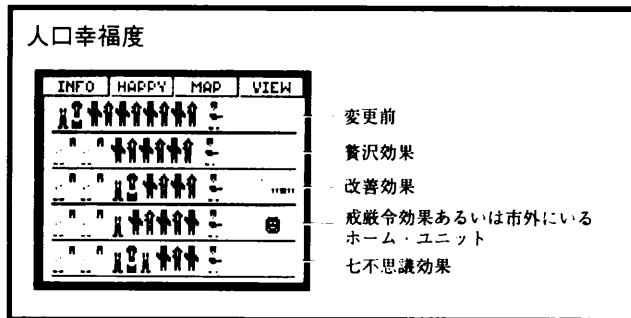 人口幸福度
INFO HAPPY MAP VIEW
変更前
贅沢効果
改善効果
戒厳令効果あるいは市外にいる
ホーム・ユニット
七不思議効果